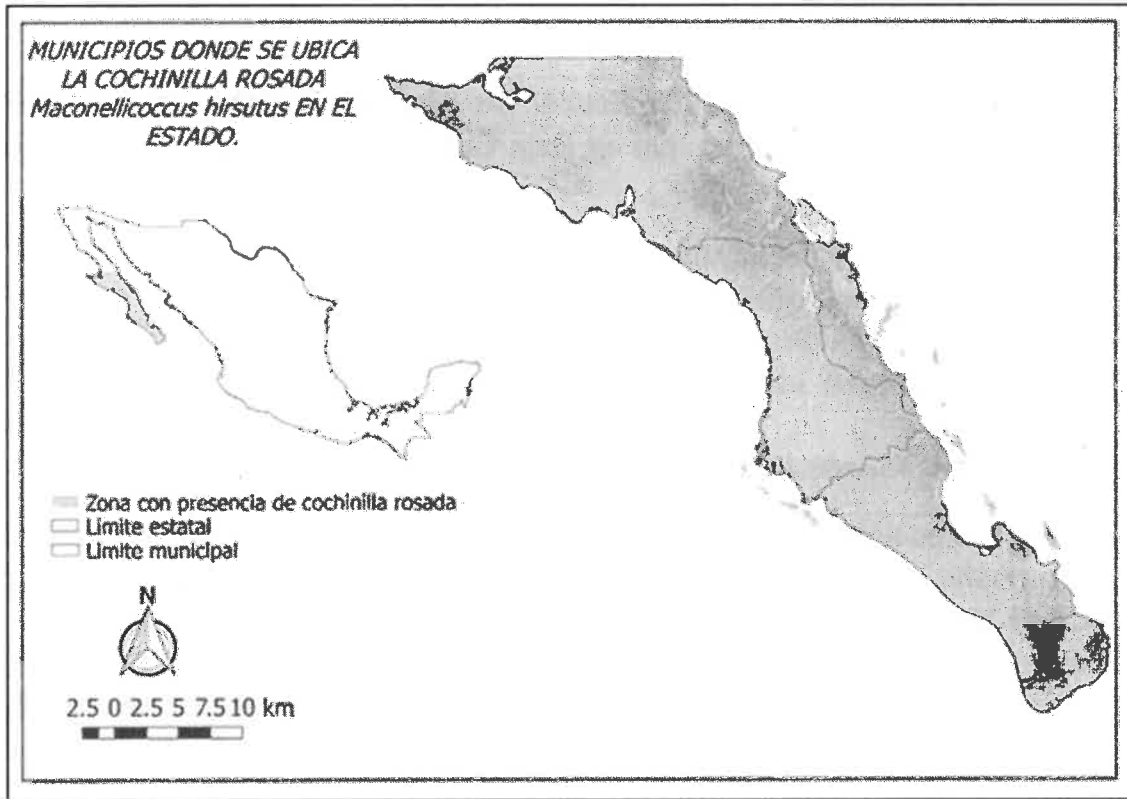 MUNICIPIOS DONDE SE UBICA
LA COCHINILLA ROSADA
Maconellicoccus hirsutus EN EL
ESTADO.
Zona con presencia de cochinilla rosada
Limite estatal
Limite municipal
N
2.5 0 2.5 5 7.5 10 km